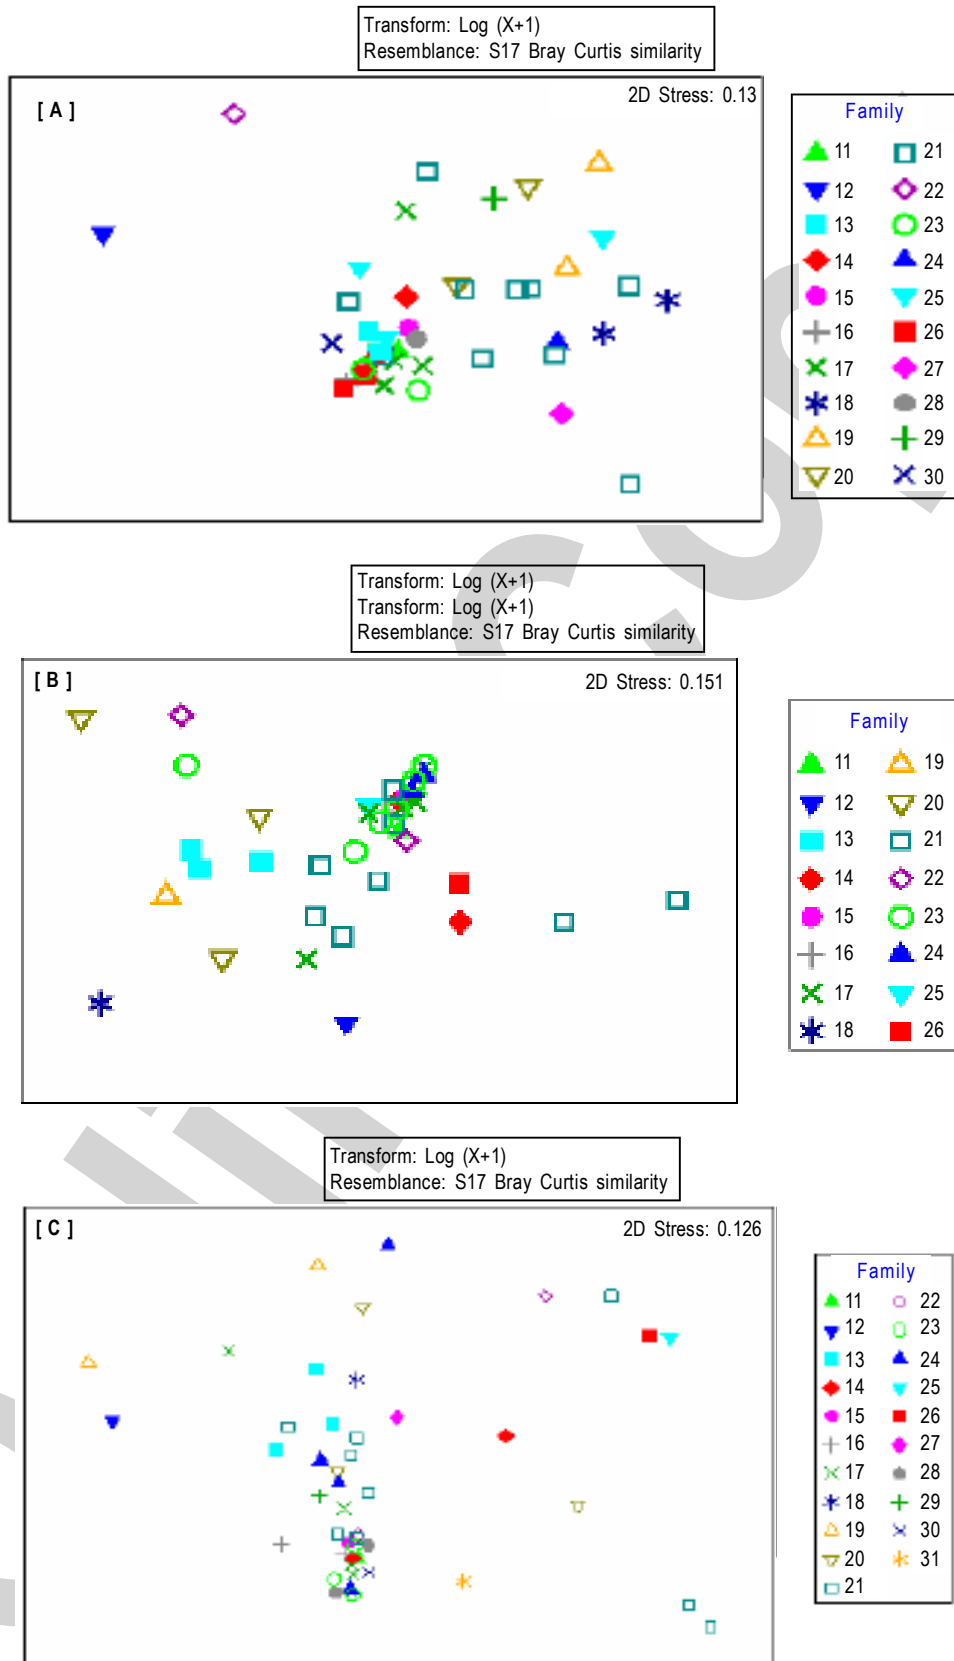 Transform: Log (X+1)
Resemblance: S17 Bray Curtis similarity
[ A ]
2D Stress: 0.13
Family
11 21
12 22
13 23
14 24
15 25
16 26
17 27
18 28
19 29
20 30
Transform: Log (X+1)
Transform: Log (X+1)
Resemblance: S17 Bray Curtis similarity
[ B ]
2D Stress: 0.151
Family
11 19
12 20
13 21
14 22
15 23
16 24
17 25
18 26
Transform: Log (X+1)
Resemblance: S17 Bray Curtis similarity
[ C ]
2D Stress: 0.126
Family
11 22
12 23
13 24
14 25
15 26
16 27
17 28
18 29
19 30
20 31
21